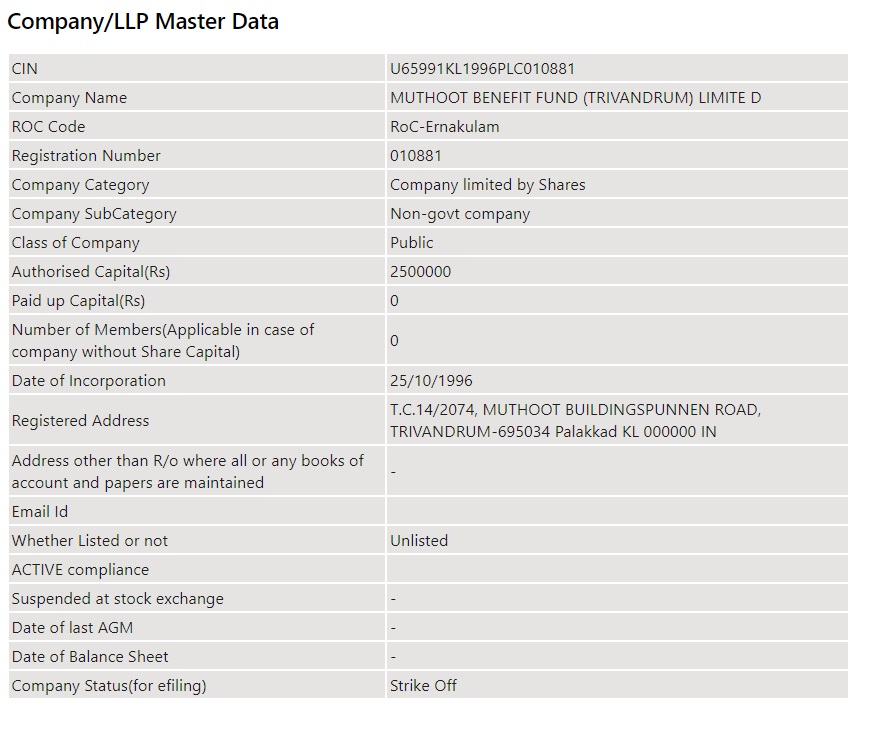 Company/LLP Master Data
CIN U65991KL1996PLC010881
Company Name MUTHOOT BENEFIT FUND (TRIVANDRUM) LIMITE D
ROC Code RoC-Ernakulam
Registration Number 010881
Company Category Company limited by Shares
Company SubCategory Non-govt company
Class of Company Public
Authorised Capital(Rs) 2500000
Paid up Capital(Rs) 0
Number of Members(Applicable in case of
company without Share Capital) 0
Date of Incorporation 25/10/1996
Registered Address T.C.14/2074, MUTHOOT BUILDINGSPUNNEN ROAD,
TRIVANDRUM-695034 Palakkad KL 000000 IN
Address other than R/o where all or any books of
account and papers are maintained -
Email Id
Whether Listed or not Unlisted
ACTIVE compliance
Suspended at stock exchange -
Date of last AGM -
Date of Balance Sheet -
Company Status(for efiling) Strike Off